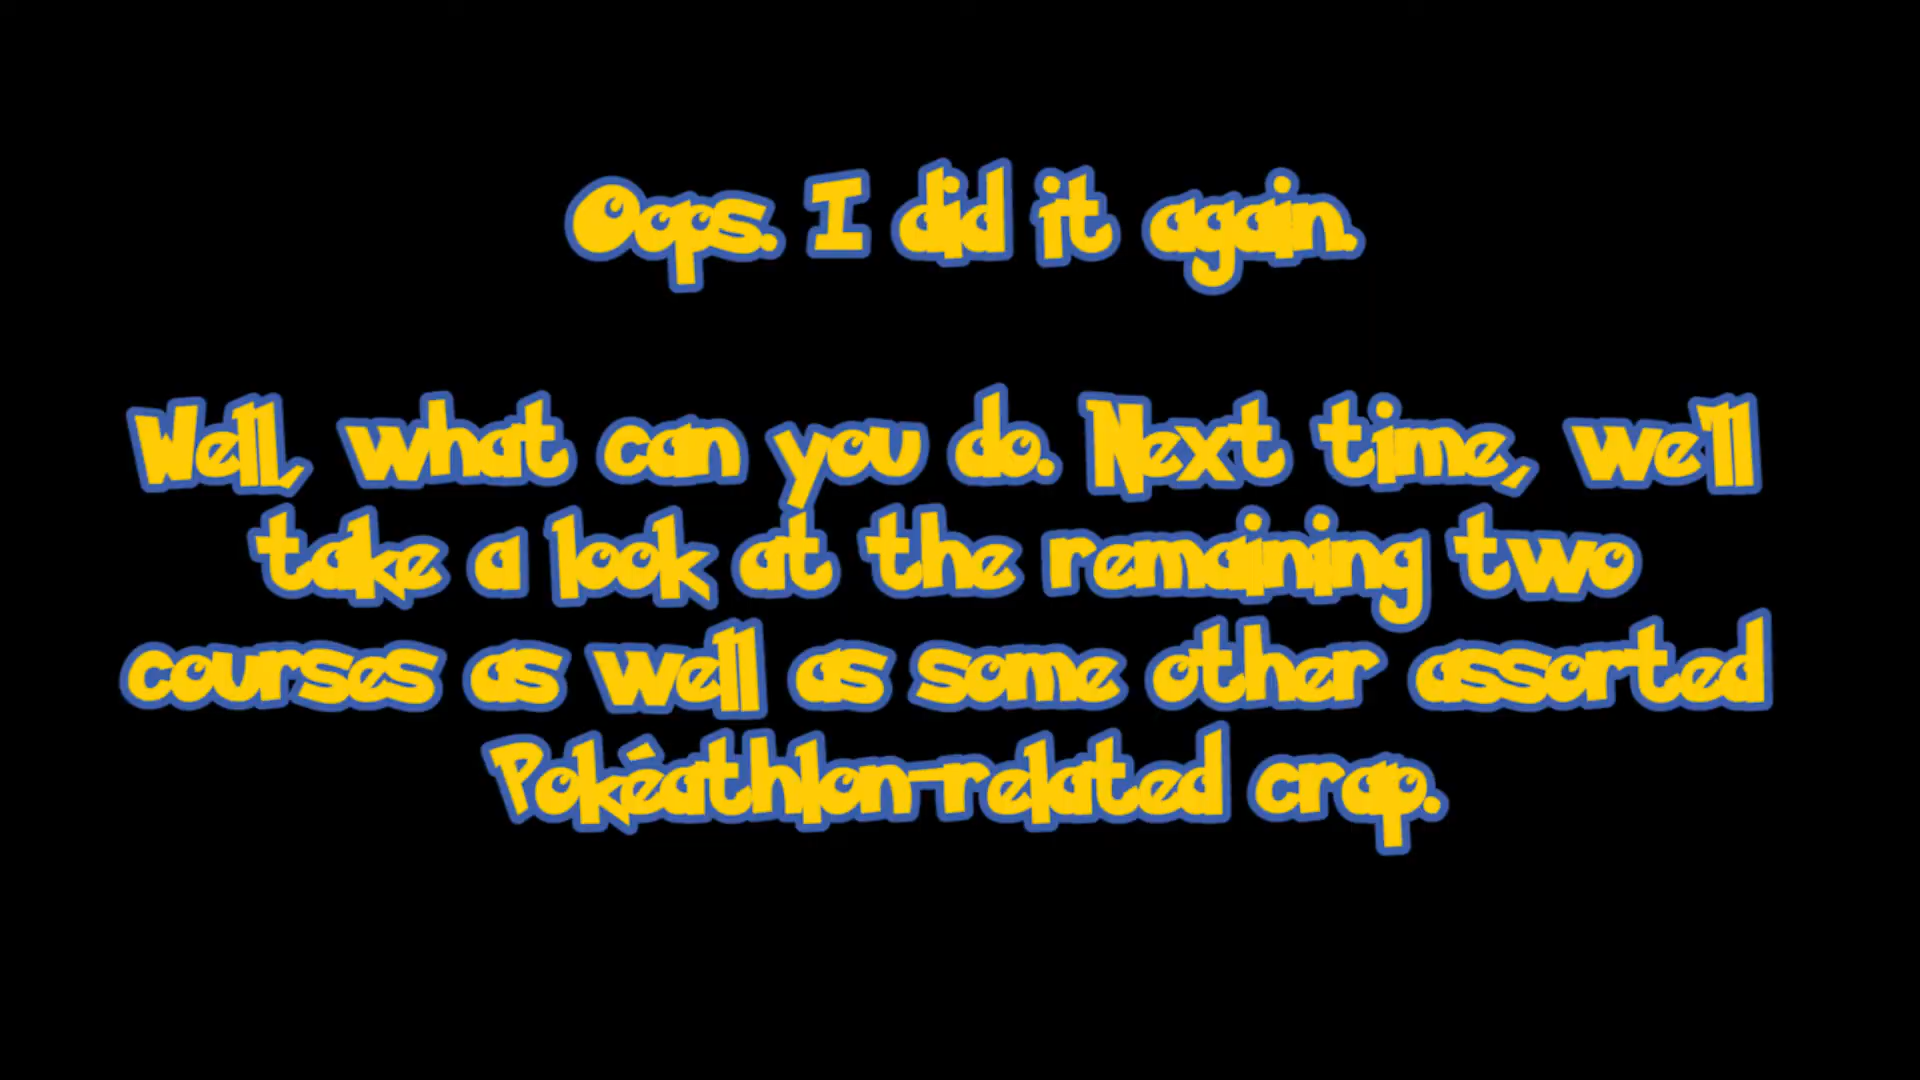 Oops. I did it again.
Well, what can you do. Next time, we'll
take a look at the remaining two
courses as well as some other assorted
Pokéathlon-related crap.